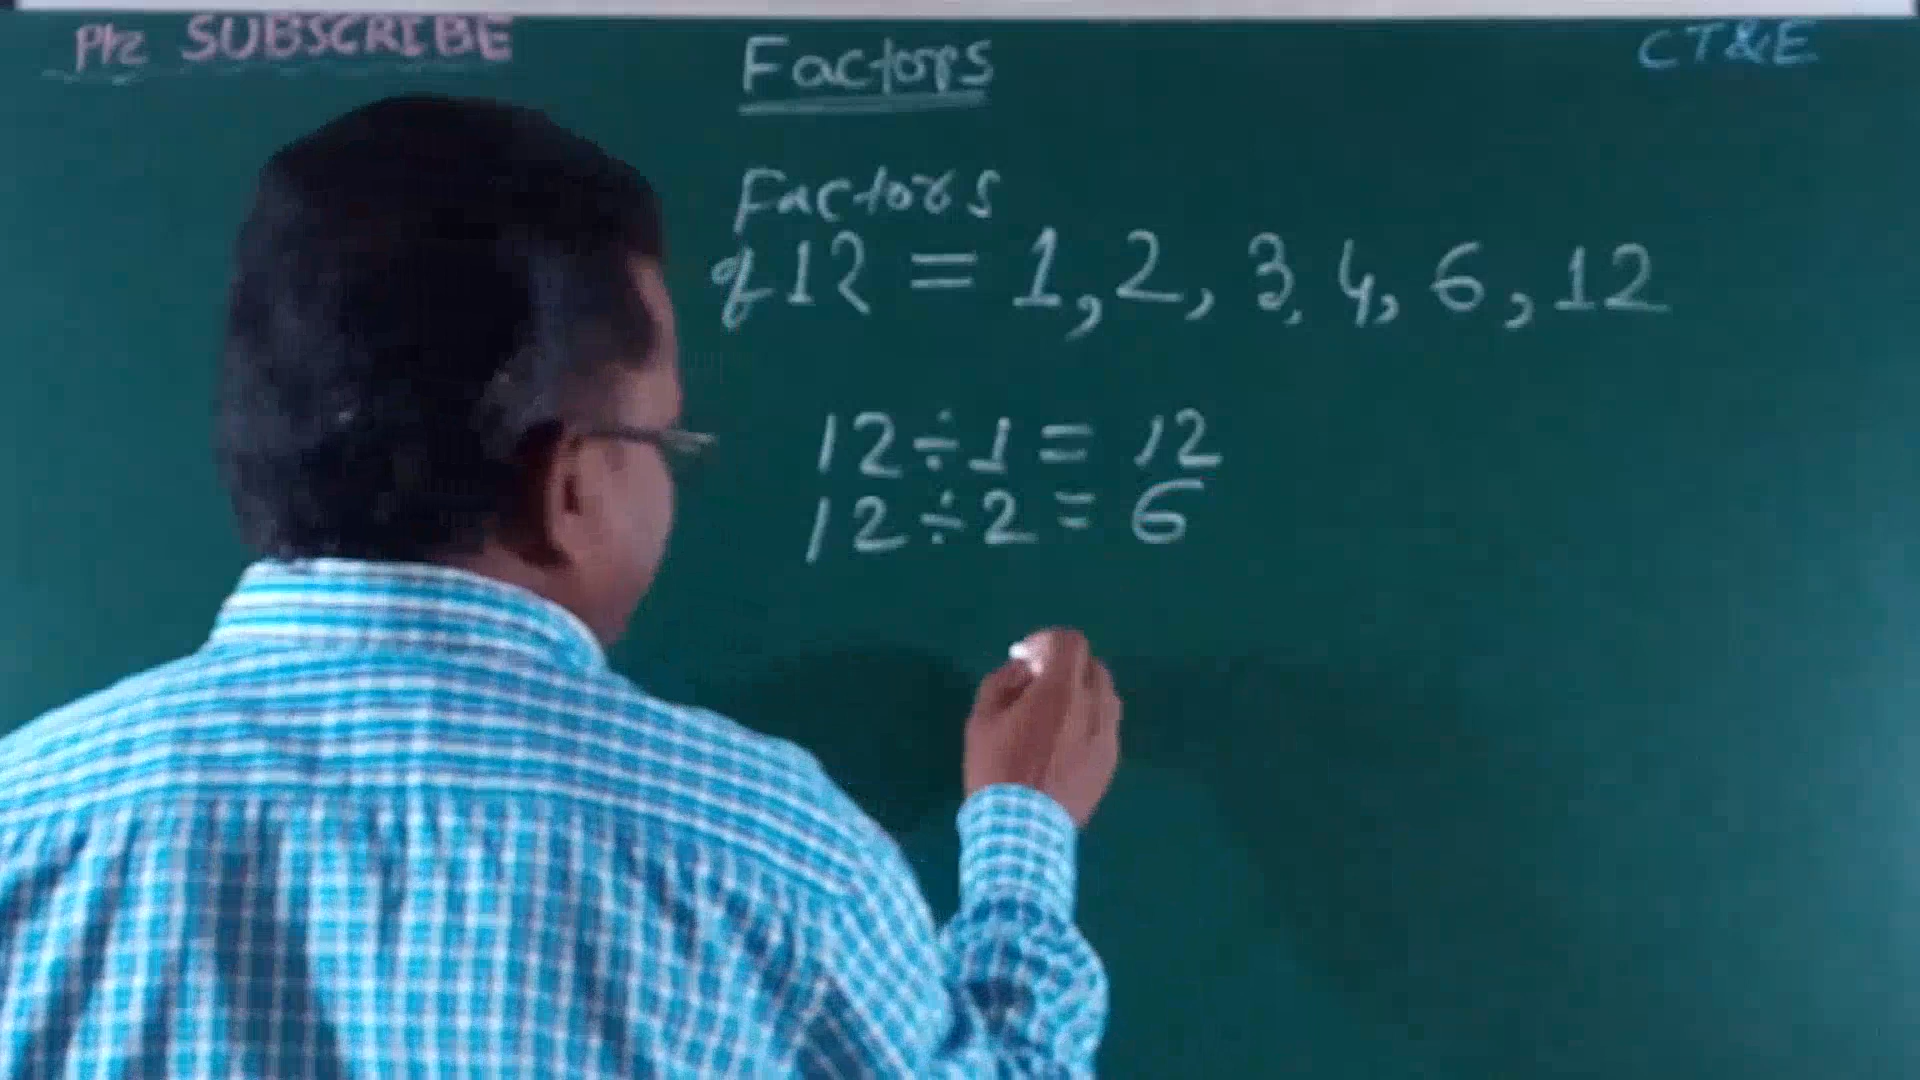 Plz SUBSCRIBE
Factors
CT&E
Factors
of 12 = 1, 2, 3, 4, 6, 12
12 ÷ 1 = 12
12 ÷ 2 = 6